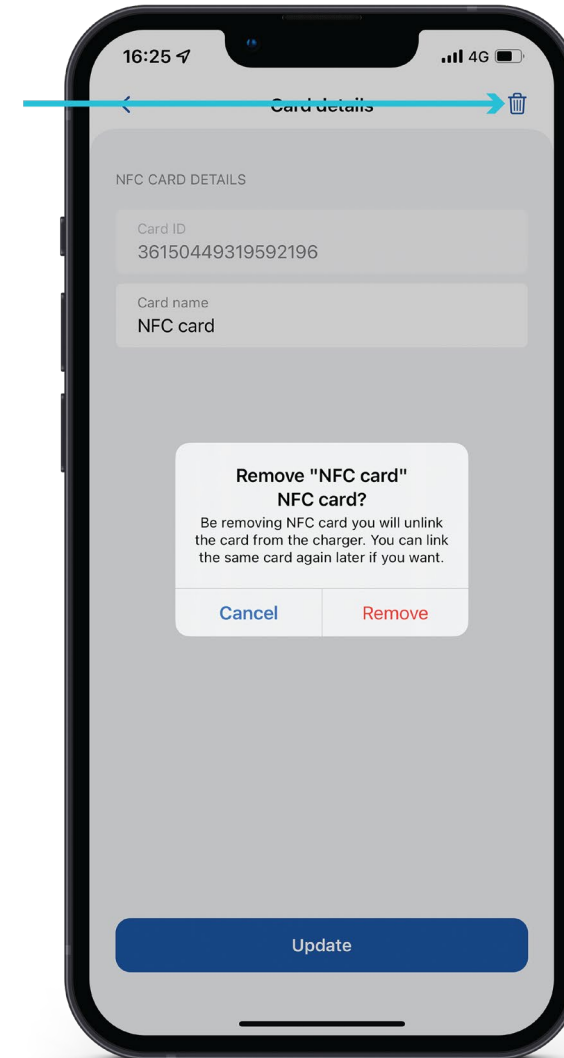 16:25
4G
Card details
NFC CARD DETAILS
Card ID
36150449319592196
Card name
NFC card
Remove "NFC card"
NFC card?
Be removing NFC card you will unlink
the card from the charger. You can link
the same card again later if you want.
Cancel
Remove
Update